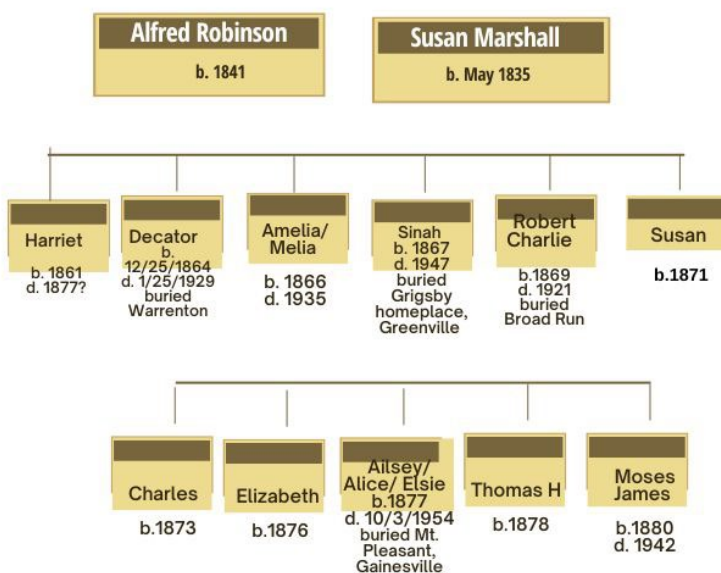 Alfred Robinson
b. 1841
Susan Marshall
b. May 1835
Harriet
b. 1861
d. 1877?
Decator
b.
12/25/1864
d. 1/25/1929
buried
Warrenton
Amelia/
Melia
b. 1866
d. 1935
Sinah
b. 1867
d. 1947
buried
Grigsby
homeplace,
Greenville
Robert
Charlie
b.1869
d. 1921
buried
Broad Run
Susan
b.1871
Charles
b.1873
Elizabeth
b.1876
Ailsey/
Alice/ Elsie
b.1877
d. 10/3/1954
buried Mt.
Pleasant,
Gainesville
Thomas H
b.1878
Moses
James
b.1880
d. 1942